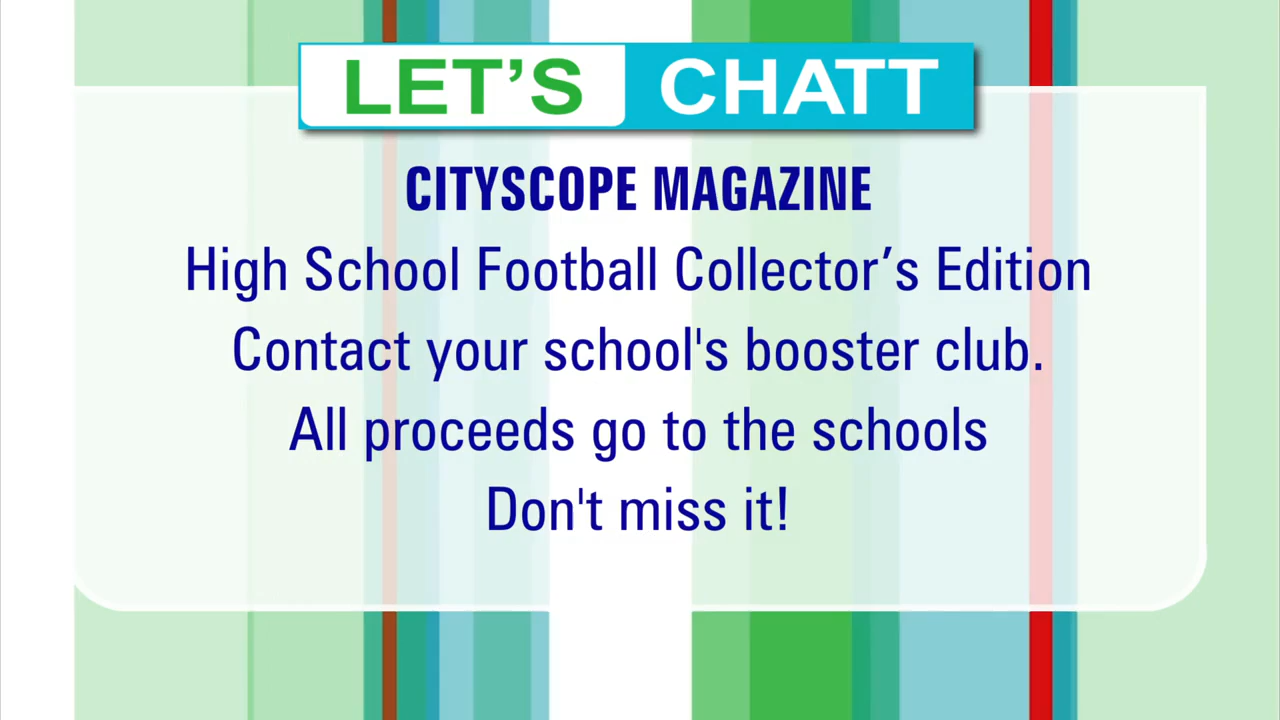 LET’S CHATT
CITYSCOPE MAGAZINE
High School Football Collector’s Edition
Contact your school's booster club.
All proceeds go to the schools
Don't miss it!